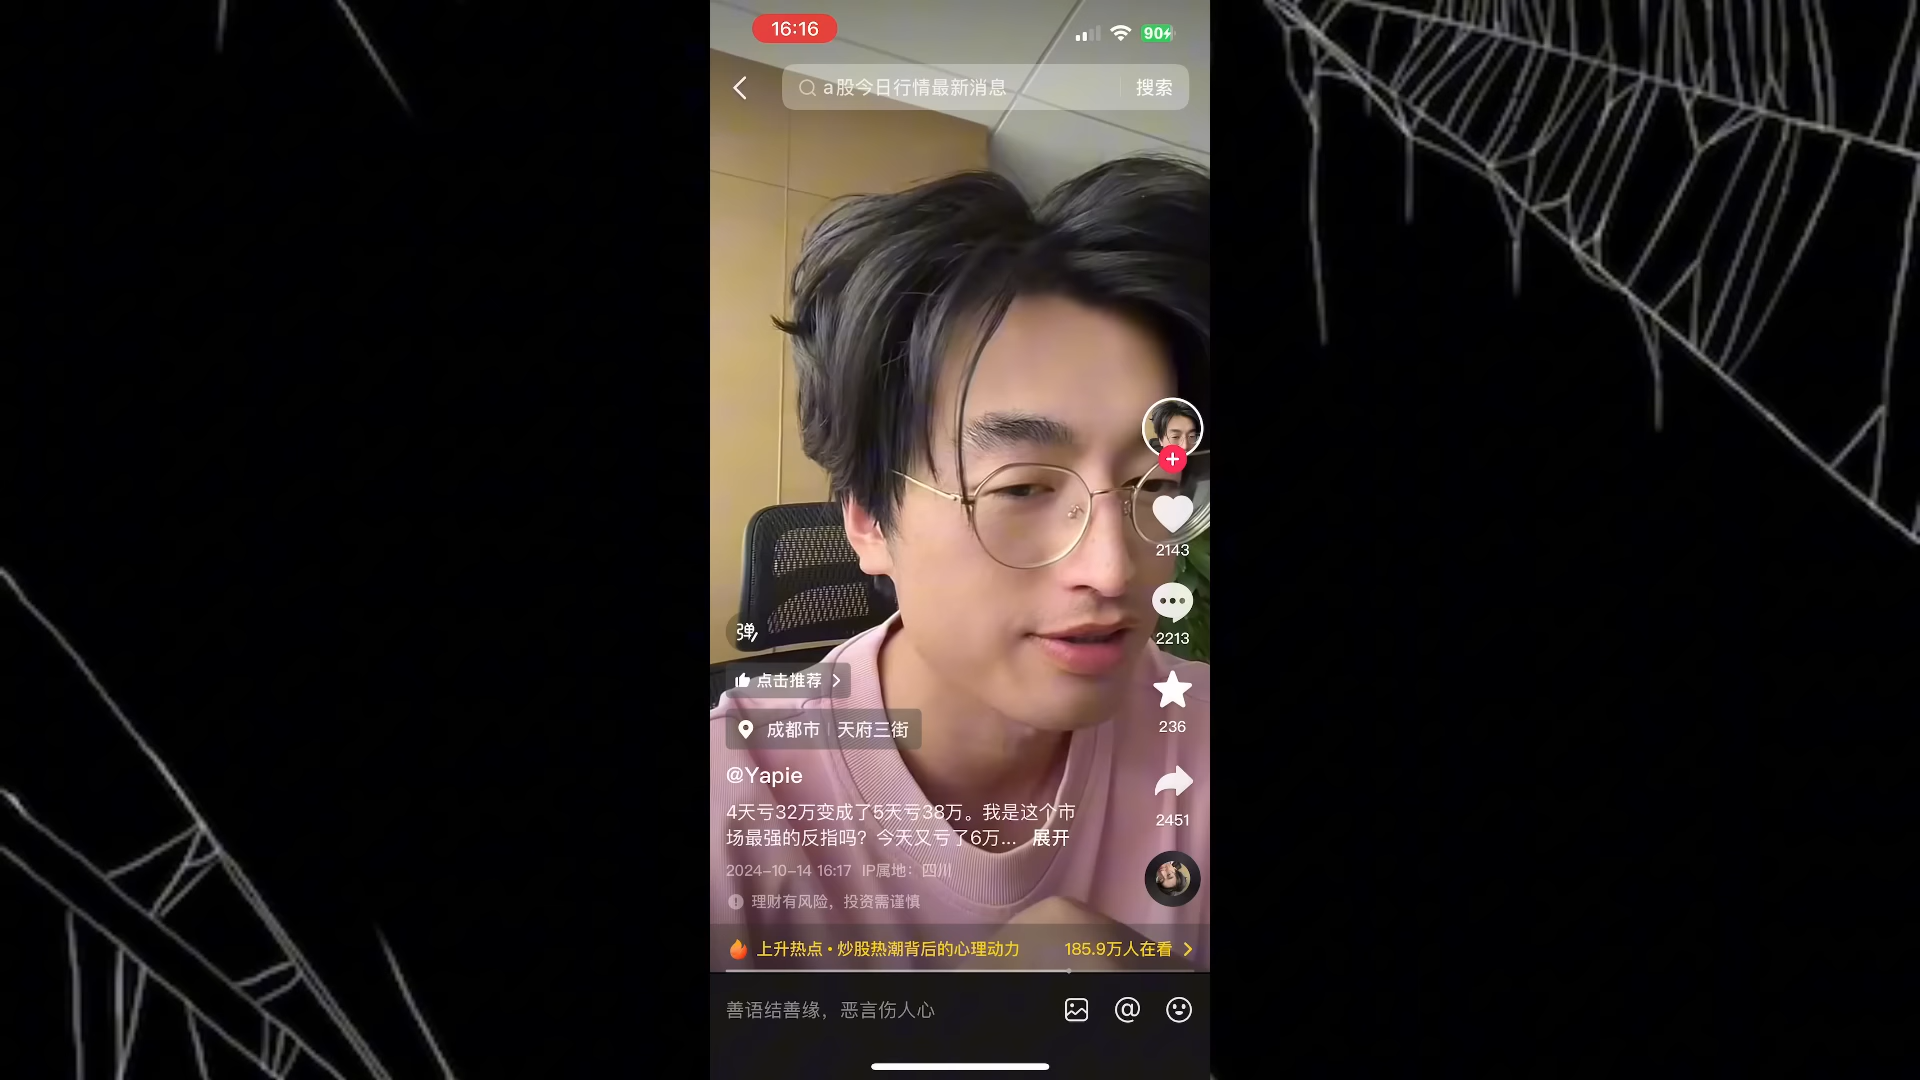 16:16
90
a股今日行情最新消息
搜索
2143
弹
2213
点击推荐
236
成都市 天府三街
@Yapie
4天亏32万变成了5天亏38万。我是这个市
场最强的反指吗？今天又亏了6万... 展开
2451
2024-10-14 16:17 IP属地：四川
理财有风险，投资需谨慎
上升热点·炒股热潮背后的心理动力 185.9万人在看
善语结善缘，恶言伤人心